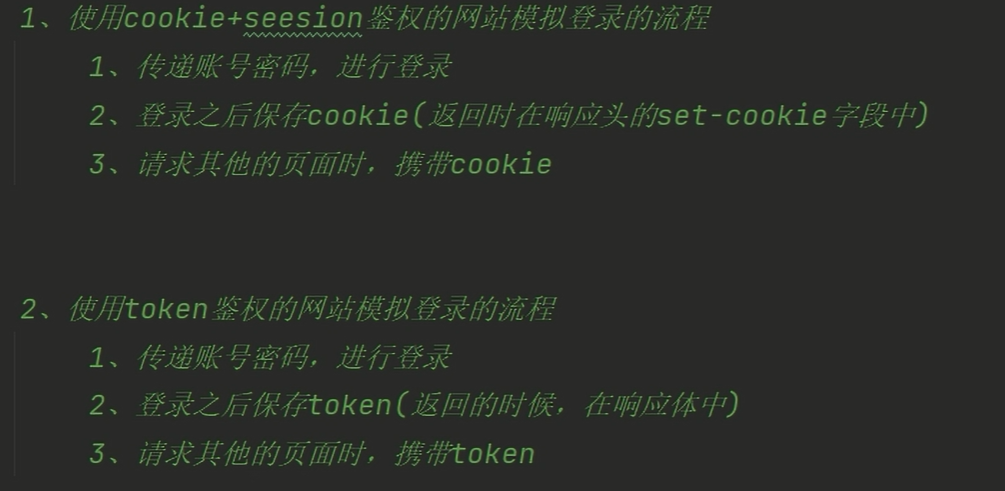 1、使用cookie+seesion鉴权的网站模拟登录的流程
1、传递账号密码，进行登录
2、登录之后保存cookie(返回时在响应头的set-cookie字段中)
3、请求其他的页面时，携带cookie
2、使用token鉴权的网站模拟登录的流程
1、传递账号密码，进行登录
2、登录之后保存token(返回的时候，在响应体中)
3、请求其他的页面时，携带token